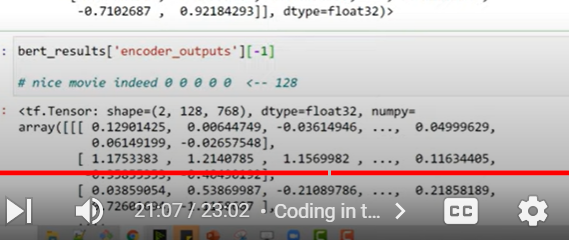 -0.7102687 , 0.92184293]], dtype=float32)>
: bert_results['encoder_outputs'][-1]
# nice movie indeed 0 0 0 0 0 <-- 128
: <tf.Tensor: shape=(2, 128, 768), dtype=float32, numpy=
array([[[ 0.12901425, 0.00644749, -0.03614946, ..., 0.04999629,
0.06149199, -0.02657548],
[ 1.1753383 , 1.2140785 , 1.1569982 , ..., 0.11634405,
[ 0.03859054, 0.53869987, -0.21089786, ..., 0.21858189,
21:07 / 23:02 • Coding in t... >
CC